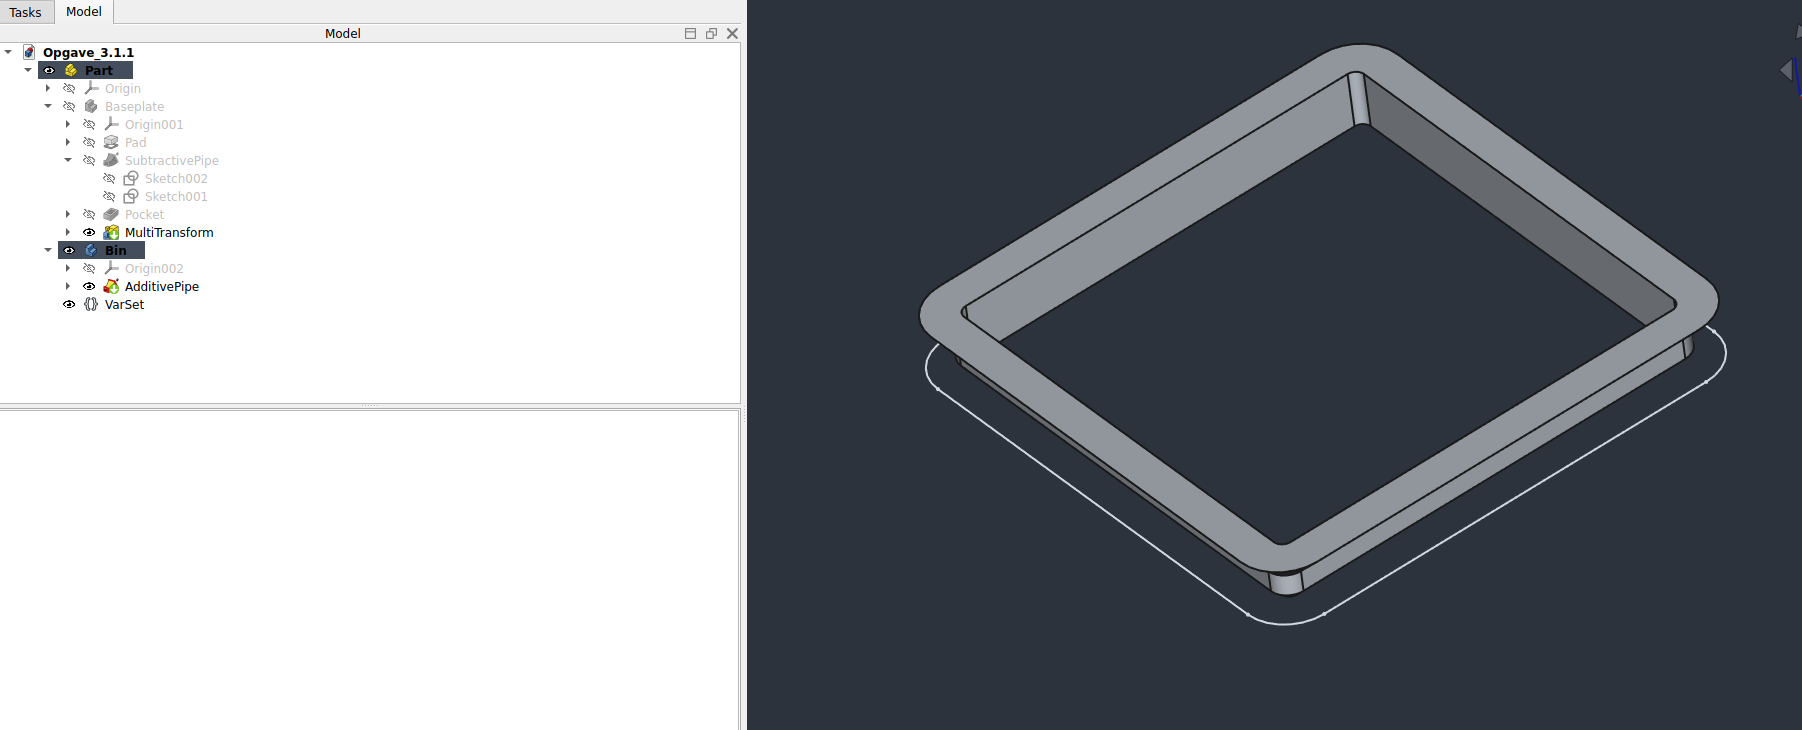 Tasks
Model
Model
Opgave_3.1.1
Part
Origin
Baseplate
Origin001
Pad
SubtractivePipe
Sketch002
Sketch001
Pocket
MultiTransform
Bin
Origin002
AdditivePipe
VarSet